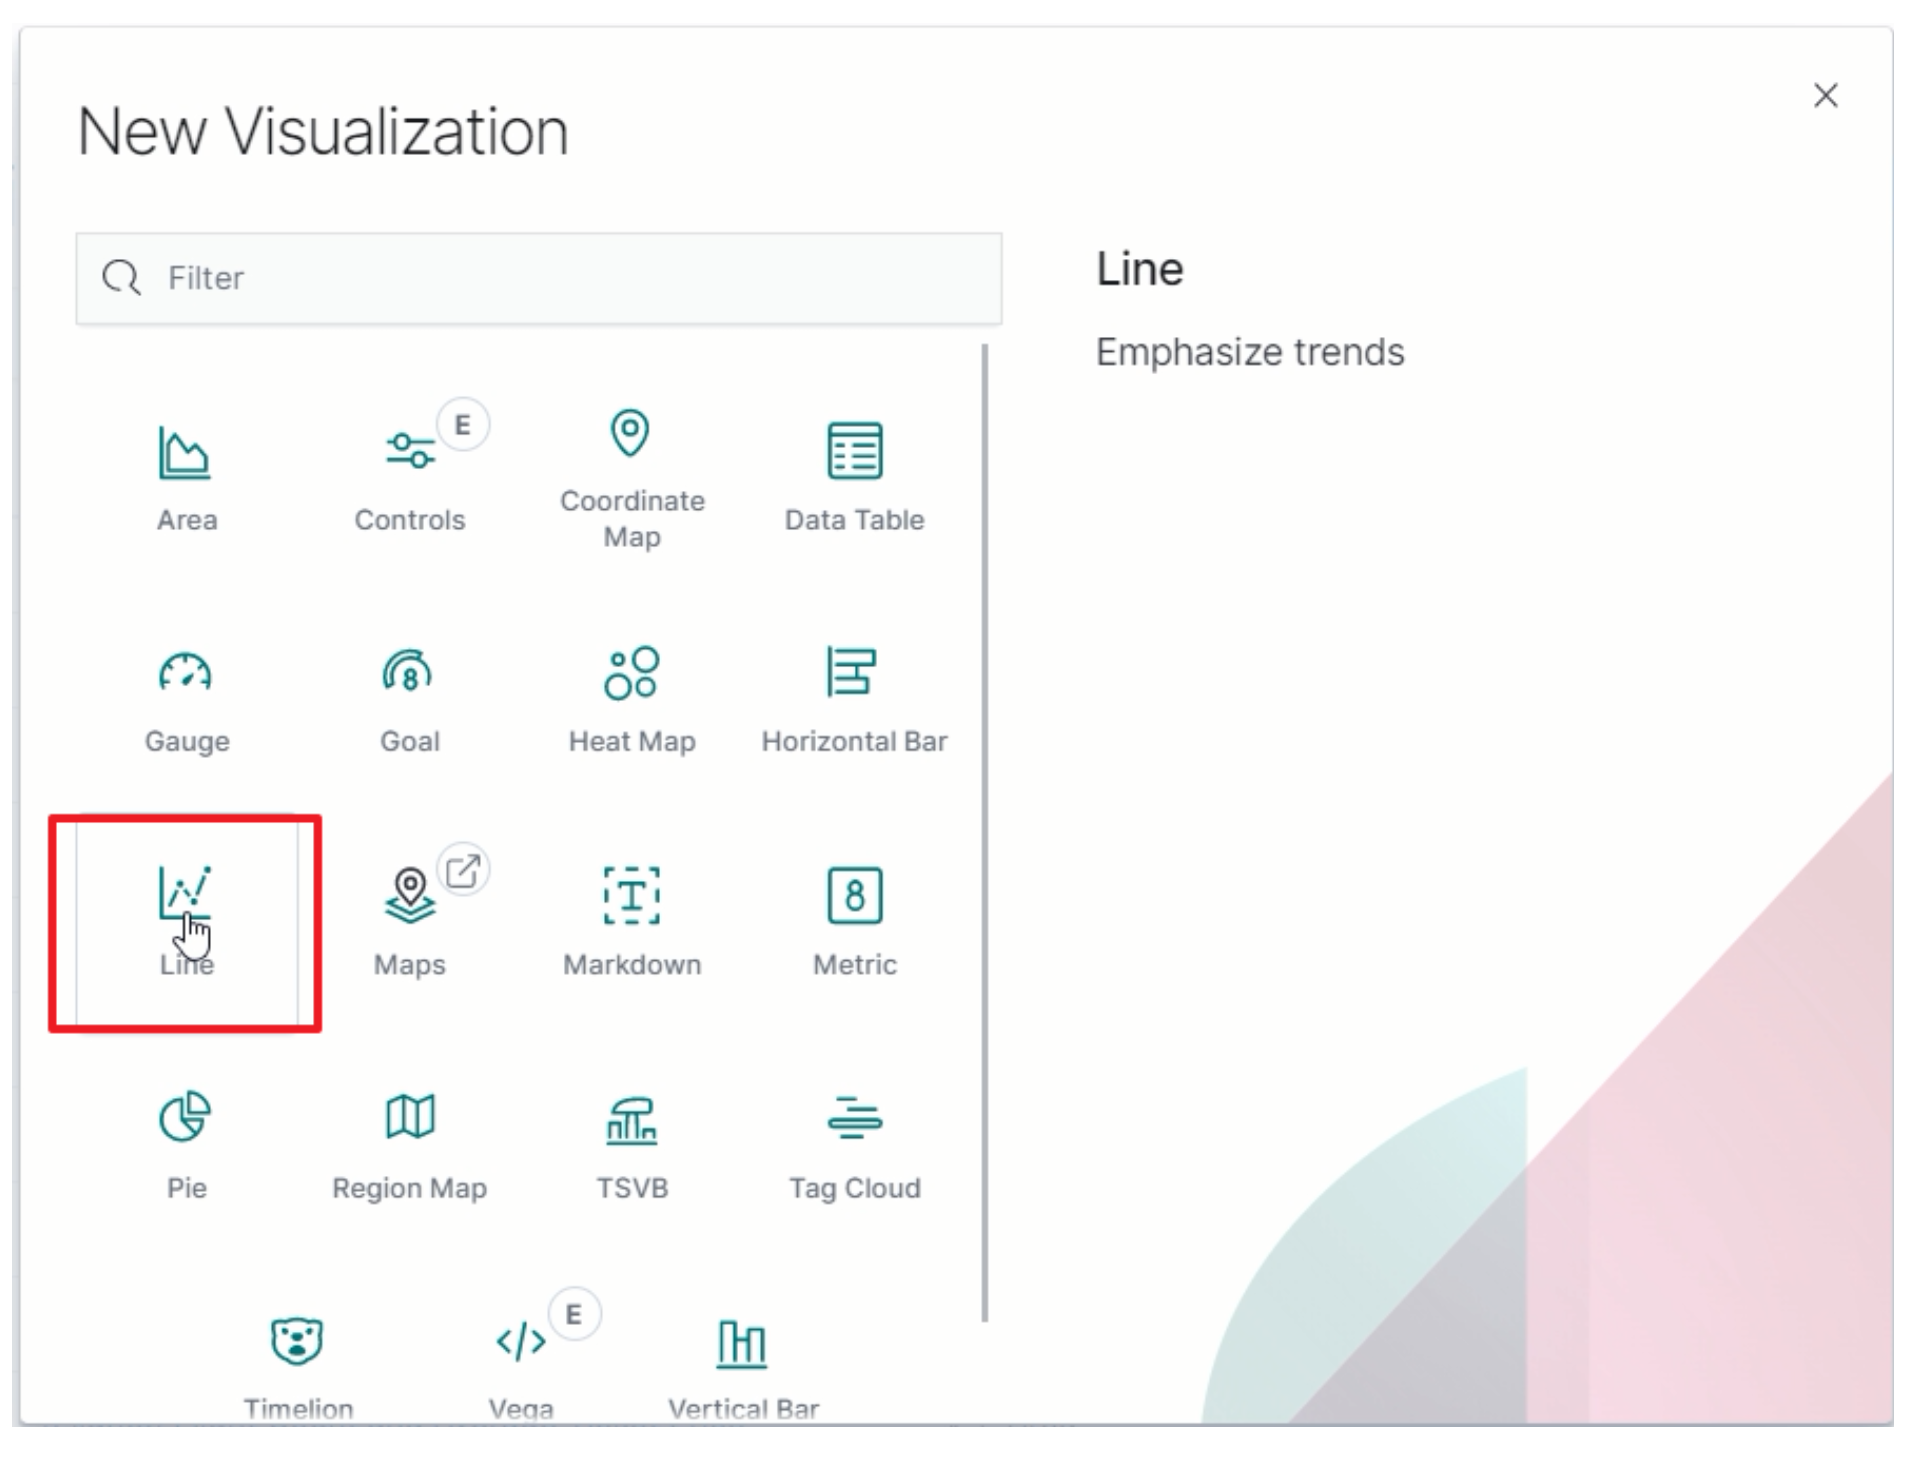 New Visualization
Filter
Line
Emphasize trends
E
Area
Controls
Coordinate
Map
Data Table
8
Gauge
Goal
Heat Map
Horizontal Bar
T
8
Line
Maps
Markdown
Metric
Pie
Region Map
TSVB
Tag Cloud
E
</>
Timelion
Vega
Vertical Bar